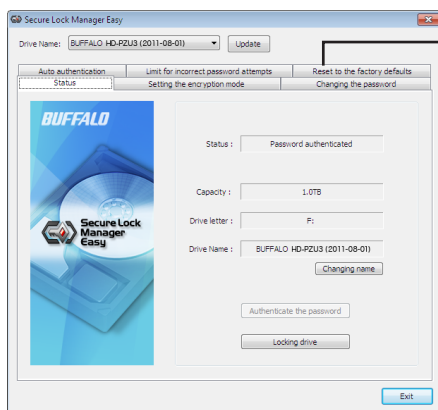 Secure Lock Manager Easy
Drive Name: BUFFALO HD-PZU3 (2011-08-01) Update
Auto authentication Limit for incorrect password attempts Reset to the factory defaults
Status Setting the encryption mode Changing the password
BUFFALO
Status : Password authenticated
Capacity : 1.0TB
Secure Lock
Manager
Easy
Drive letter : F:
Drive Name : BUFFALO HD-PZU3 (2011-08-01)
Changing name
Authenticate the password
Locking drive
Exit